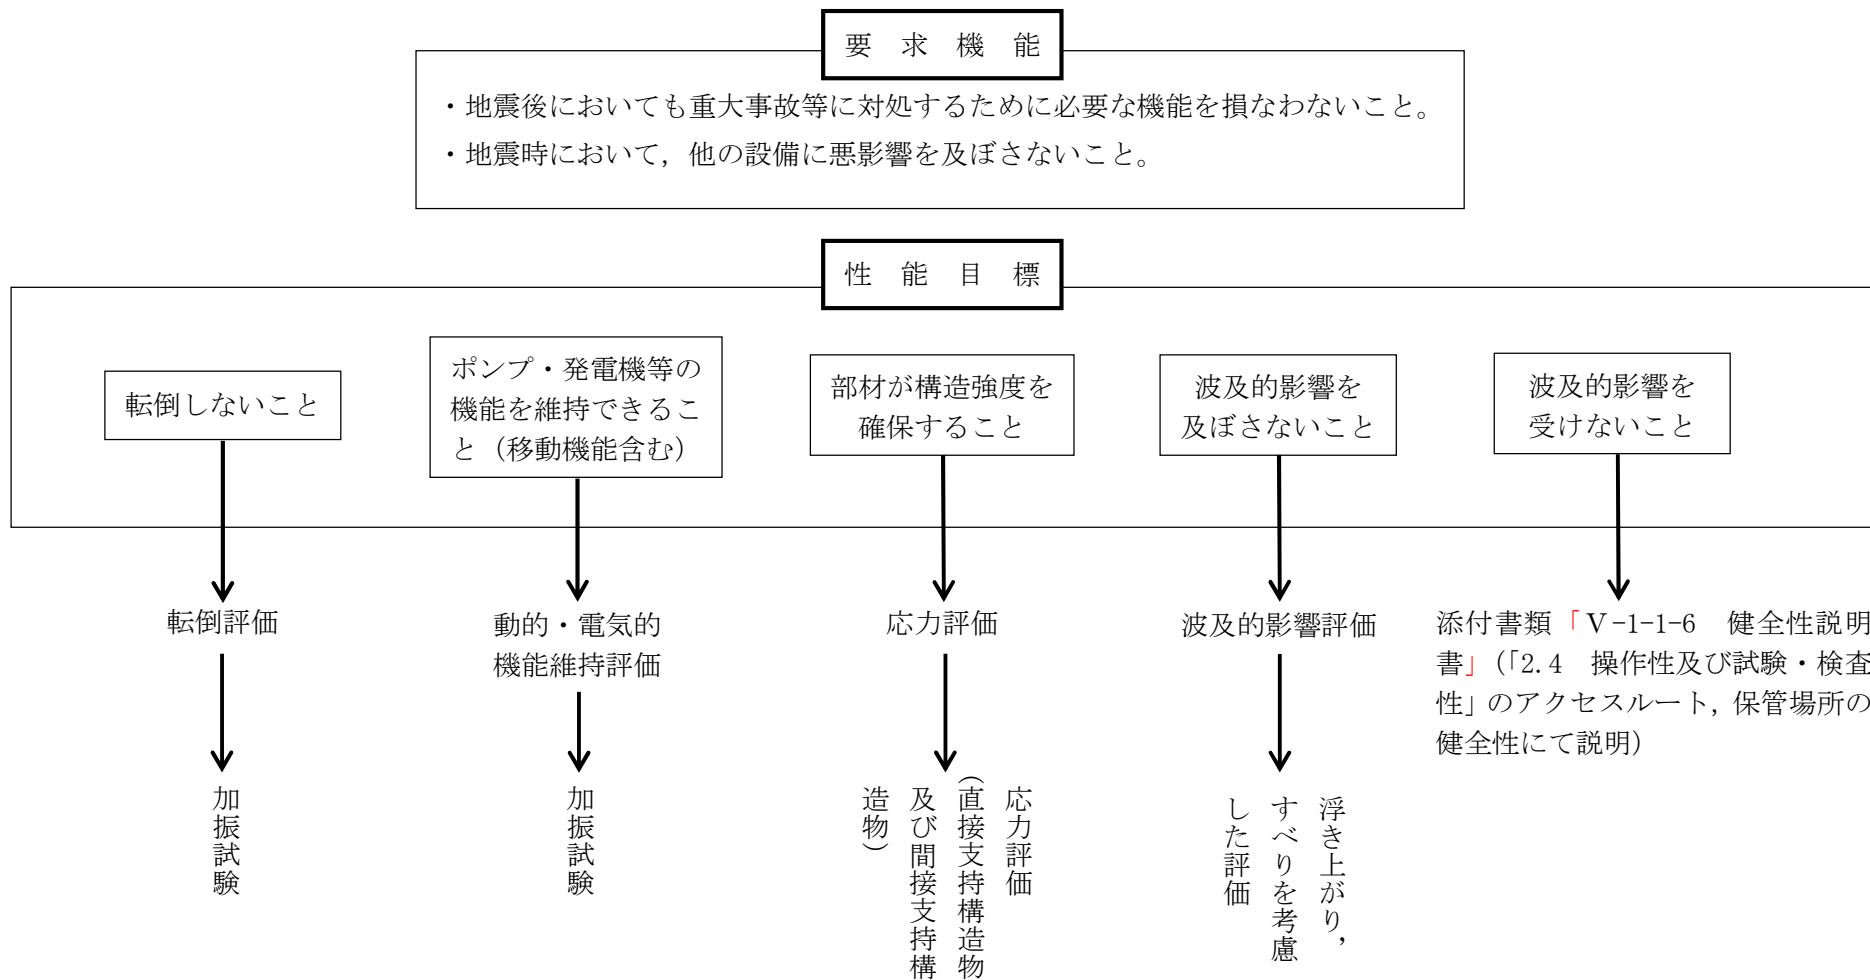 要求機能
・地震後においても重大事故等に対処するために必要な機能を損なわないこと。
・地震時において，他の設備に悪影響を及ぼさないこと。
性能目標
転倒しないこと
ポンプ・発電機等の
機能を維持できるこ
と（移動機能含む）
部材が構造強度を
確保すること
波及的影響を
及ぼさないこと
波及的影響を
受けないこと
転倒評価
動的・電気的
機能維持評価
応力評価
波及的影響評価
添付書類「Ⅴ-1-1-6　健全性説明
書」（「2.4　操作性及び試験・検査
性」のアクセスルート，保管場所の
健全性にて説明）
加振試験
加振試験
応力評価
（直接支持構造物
及び間接支持構
造物）
浮き上がり，
すべりを考慮
した評価